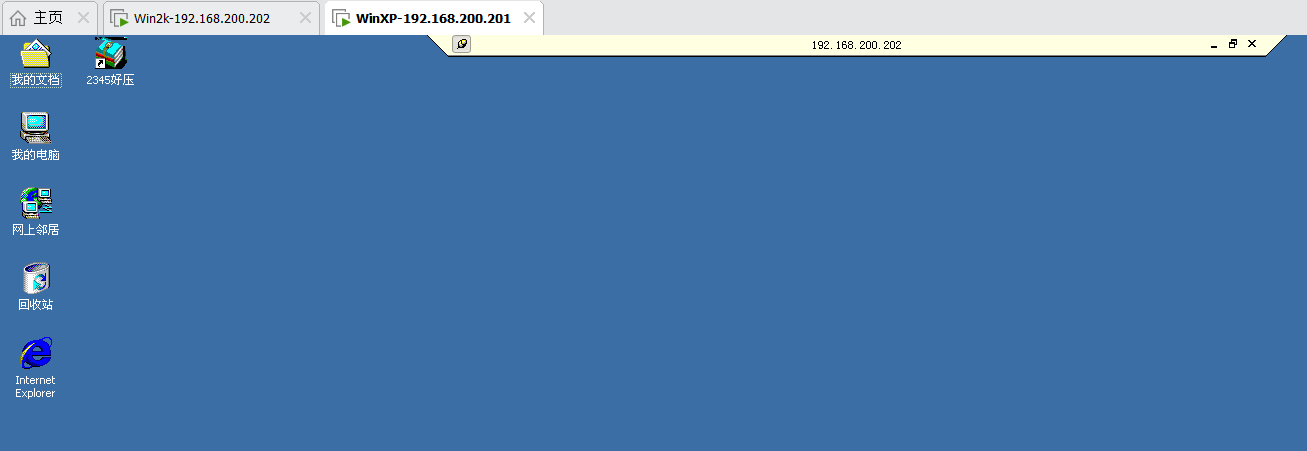 主页
Win2k-192.168.200.202
WinXP-192.168.200.201
192.168.200.202
我的文档
2345好压
我的电脑
网上邻居
回收站
Internet
Explorer